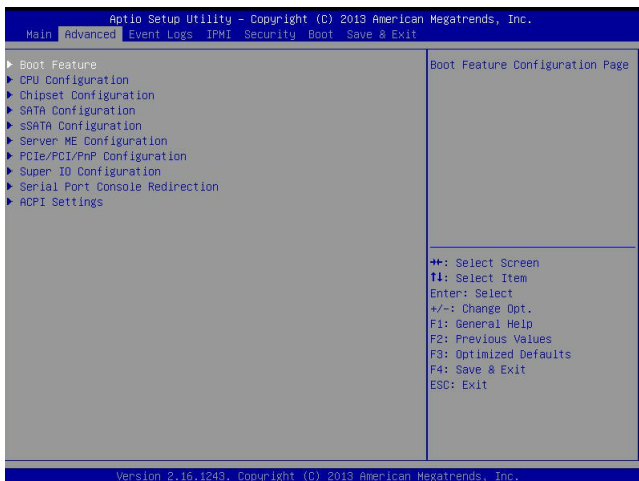 Aptio Setup Utility – Copyright (C) 2013 American Megatrends, Inc.
Main Advanced Event Logs IPMI Security Boot Save & Exit
Boot Feature
CPU Configuration
Chipset Configuration
SATA Configuration
sSATA Configuration
Server ME Configuration
PCIe/PCI/PnP Configuration
Super IO Configuration
Serial Port Console Redirection
ACPI Settings
Boot Feature Configuration Page
→←: Select Screen
↑↓: Select Item
Enter: Select
+/-: Change Opt.
F1: General Help
F2: Previous Values
F3: Optimized Defaults
F4: Save & Exit
ESC: Exit
Version 2.16.1243. Copyright (C) 2013 American Megatrends, Inc.